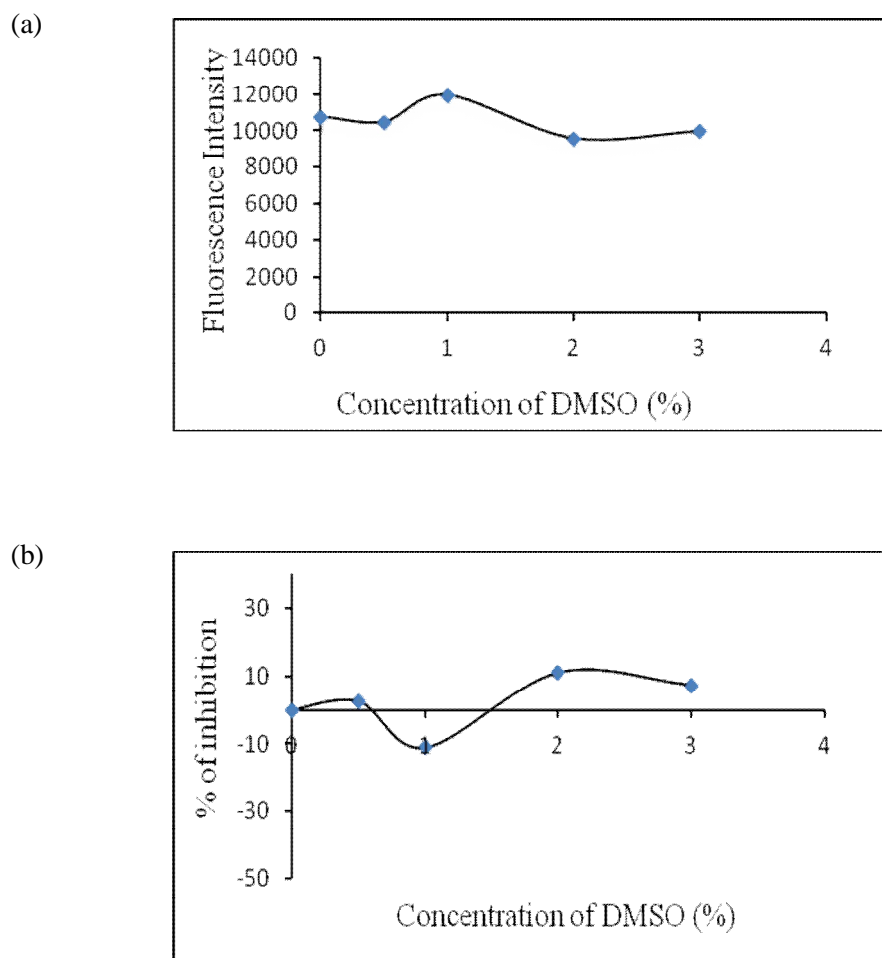 (a)
14000
12000
10000
8000
6000
4000
2000
0
Fluorescence Intensity
0 1 2 3 4
Concentration of DMSO (%)
(b)
30
10
-10
-30
-50
% of inhibition
0 1 2 3 4
Concentration of DMSO (%)